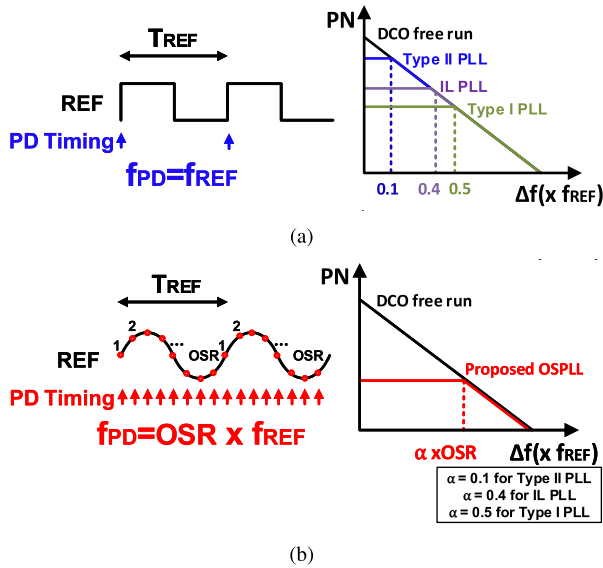 TREF
REF
PD Timing
fPD=fREF
PN
DCO free run
Type II PLL
IL PLL
Type I PLL
0.1 0.4 0.5
Δf(x fREF)
(a)
TREF
1 2 ... OSR 1 2 ... OSR
REF
PD Timing
fPD=OSR x fREF
PN
DCO free run
Proposed OSPLL
α xOSR
Δf(x fREF)
α = 0.1 for Type II PLL
α = 0.4 for IL PLL
α = 0.5 for Type I PLL
(b)